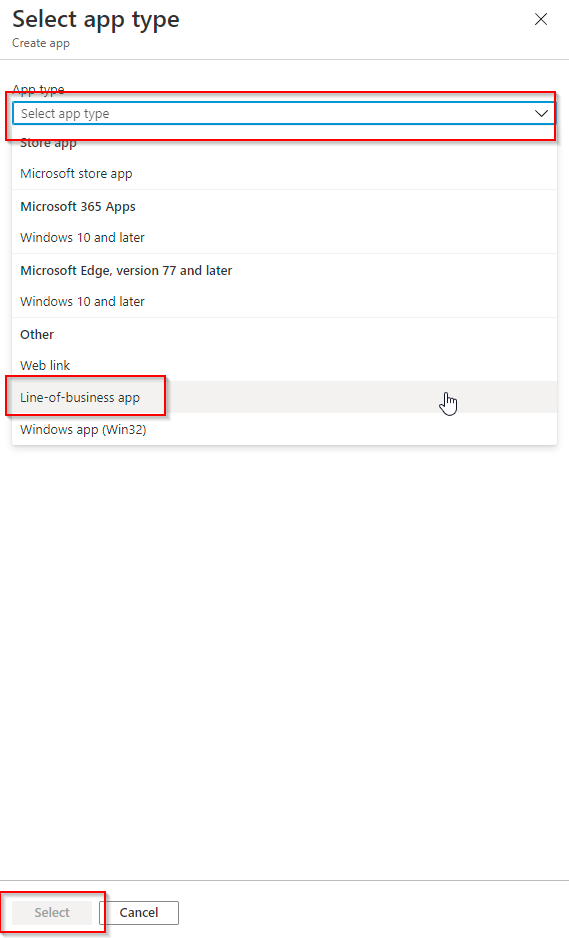 Select app type
Create app
App type
Select app type
Store app
Microsoft store app
Microsoft 365 Apps
Windows 10 and later
Microsoft Edge, version 77 and later
Windows 10 and later
Other
Web link
Line-of-business app
Windows app (Win32)
Select Cancel